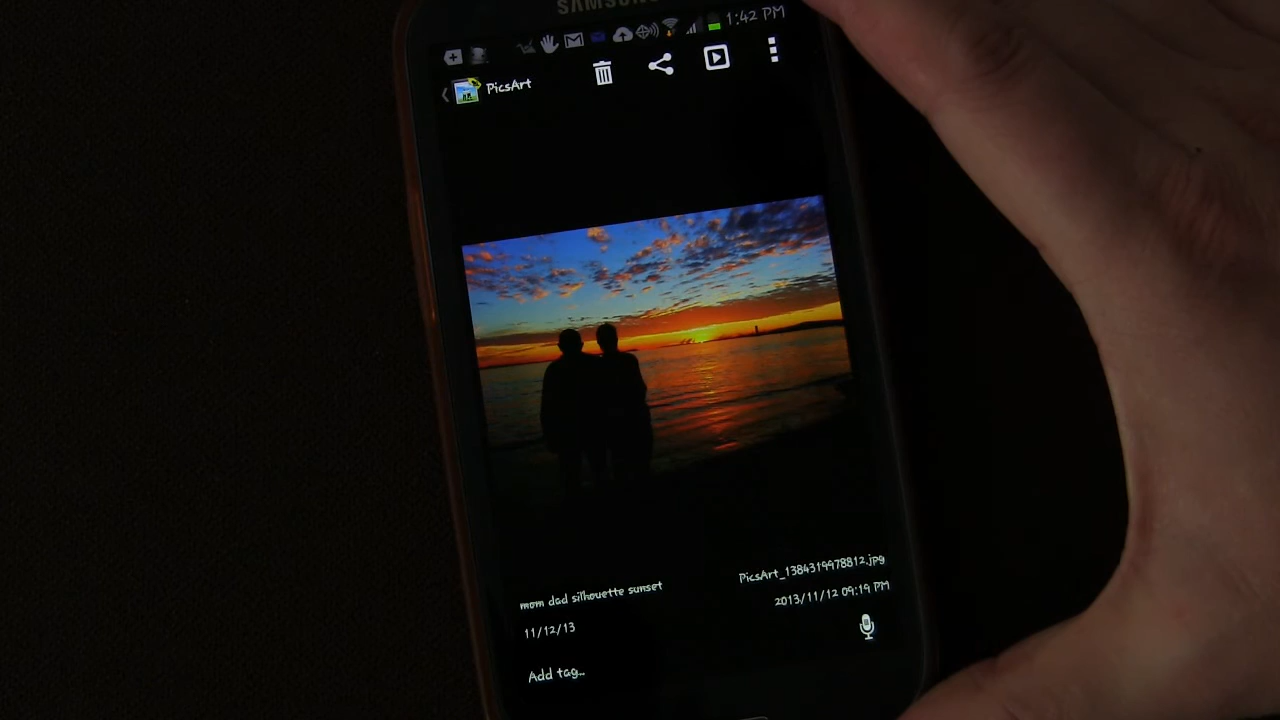 SAMSUNG
1:42 PM
PicsArt
mom dad silhouette sunset
11/12/13
Add tag...
PicsArt_1384319978812.jpg
2013/11/12 09:19 PM